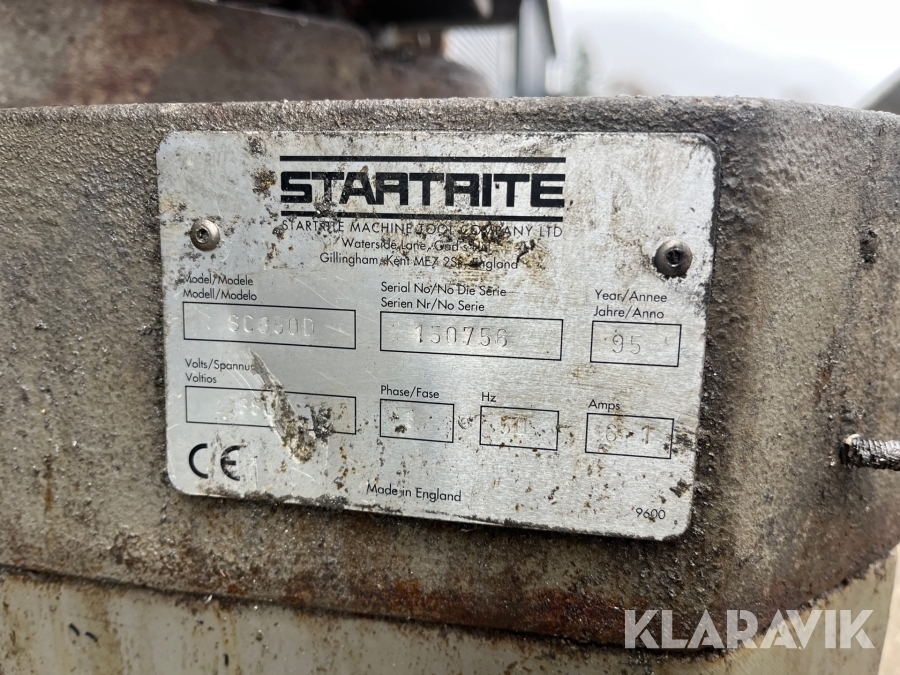 STARTRITE
STARTRITE MACHINE TOOL COMPANY LTD
Waterside Lane,
Gillingham, Kent ME7 England
Model/Modele
Modell/Modelo
Serial No/No Die Serie
Serien Nr/No Serie
Year/Annee
Jahre/Anno
150756
95
Volts/Spannung
Voltios
Phase/Fase
Hz
Amps
CE
Made in England
9600
KLARAVIK